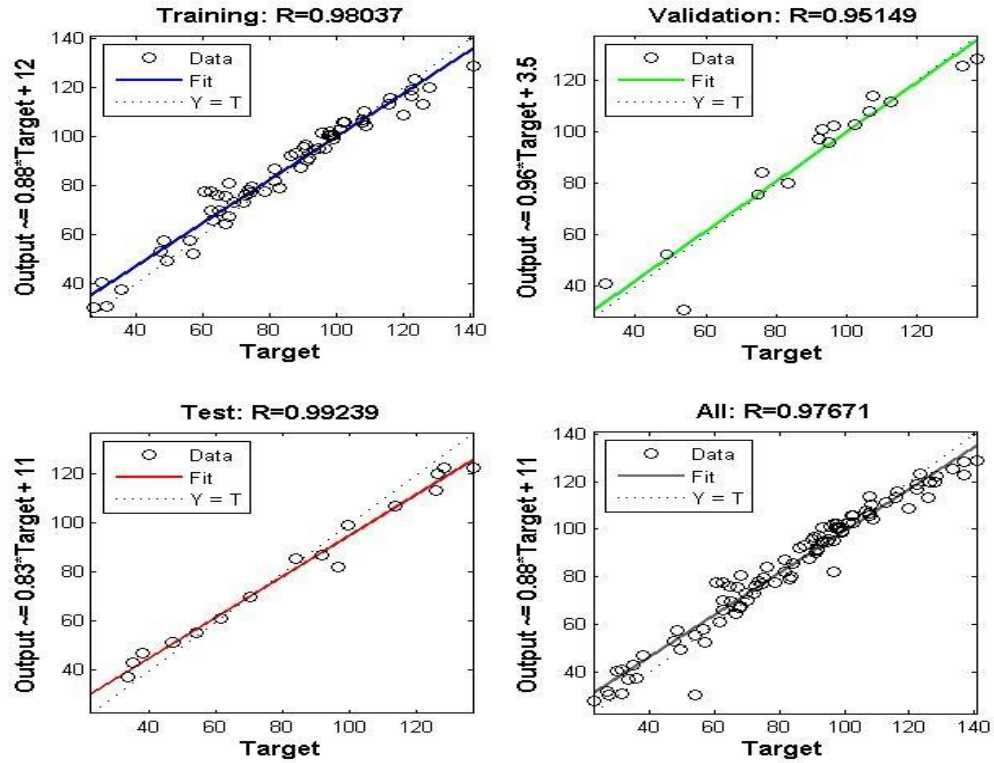 Training: R=0.98037
Output ~= 0.88*Target + 12
140
120
100
80
60
40
Data
Fit
Y = T
40 60 80 100 120 140
Target
Validation: R=0.95149
Output ~= 0.96*Target + 3.5
120
100
80
60
40
Data
Fit
Y = T
40 60 80 100 120
Target
Test: R=0.99239
Output ~= 0.83*Target + 11
120
100
80
60
40
Data
Fit
Y = T
40 60 80 100 120
Target
All: R=0.97671
Output ~= 0.88*Target + 11
140
120
100
80
60
40
Data
Fit
Y = T
40 60 80 100 120 140
Target